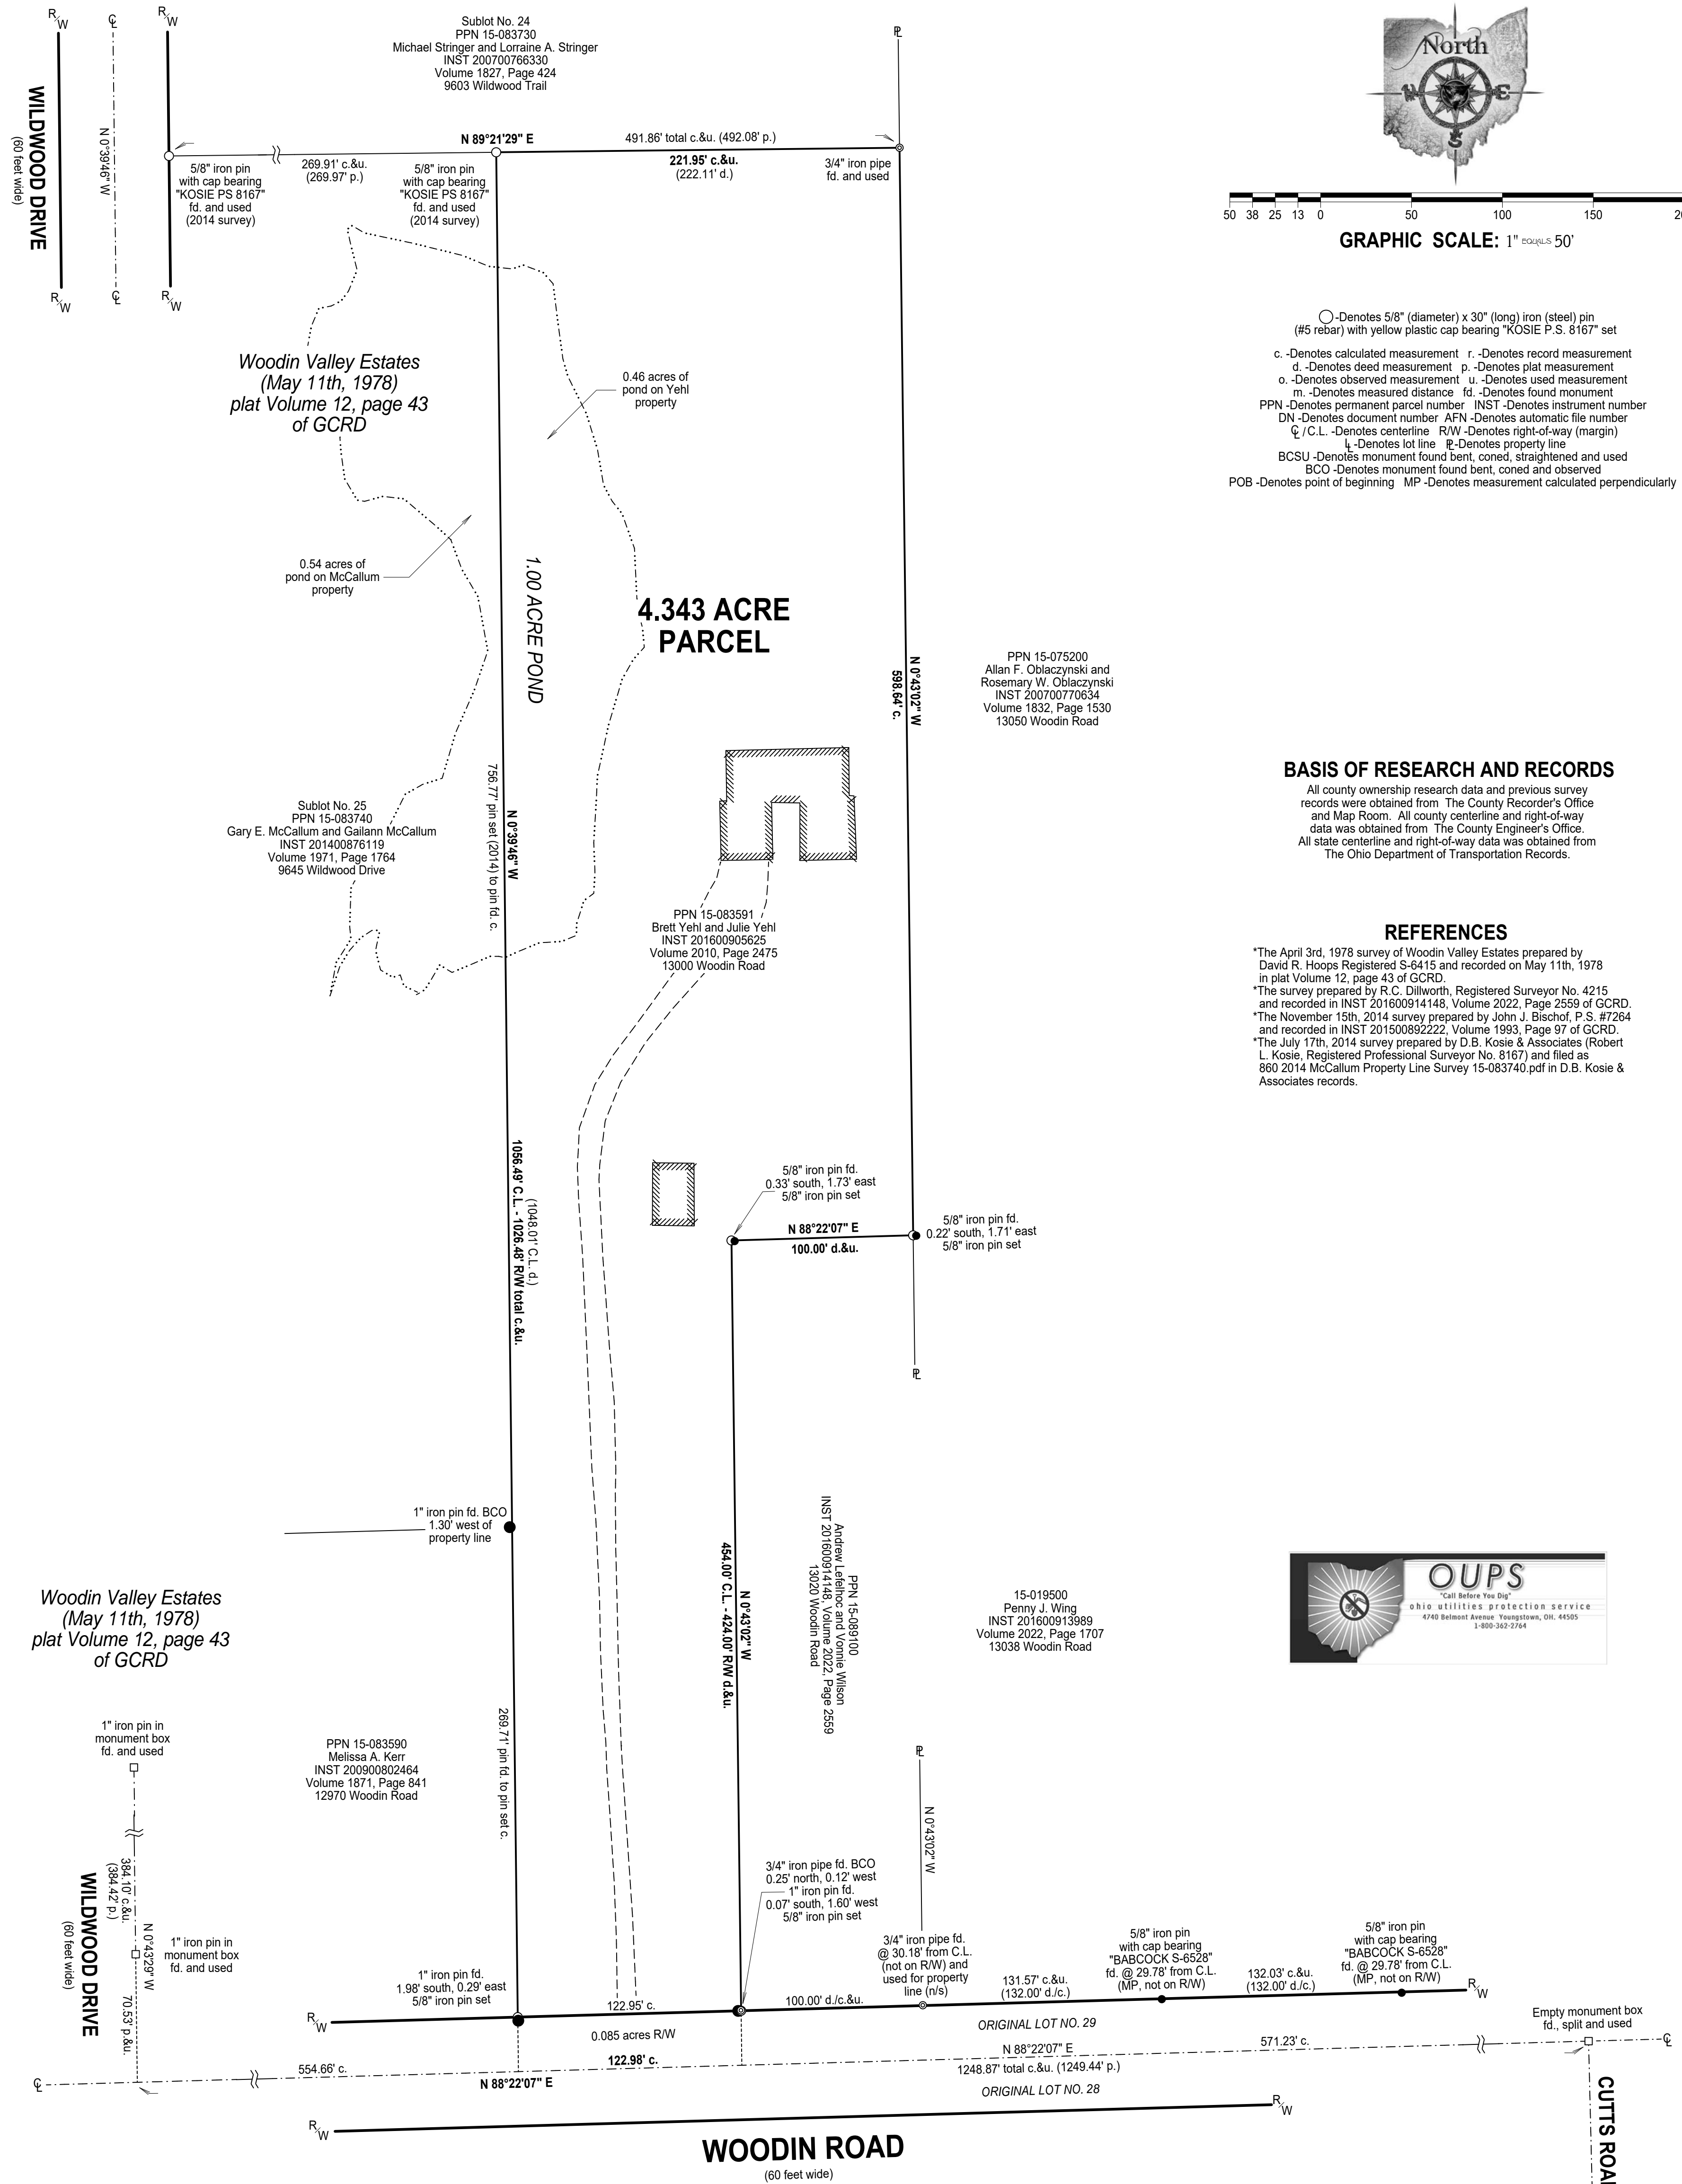 R/W
C/L
R/W
WILDWOOD DRIVE
(60 feet wide)
N 0°39'46" W
R/W
C/L
R/W
Sublot No. 24
PPN 15-083730
Michael Stringer and Lorraine A. Stringer
INST 200700766330
Volume 1827, Page 424
9603 Wildwood Trail
PL
North
W
E
S
N 89°21'29" E
491.86' total c.&u. (492.08' p.)
269.91' c.&u.
(269.97' p.)
221.95' c.&u.
(222.11' d.)
5/8" iron pin
with cap bearing
"KOSIE PS 8167"
fd. and used
(2014 survey)
5/8" iron pin
with cap bearing
"KOSIE PS 8167"
fd. and used
(2014 survey)
3/4" iron pipe
fd. and used
50 38 25 13 0 50 100 150 20
GRAPHIC SCALE: 1" EQUALS 50'
-Denotes 5/8" (diameter) x 30" (long) iron (steel) pin
(#5 rebar) with yellow plastic cap bearing "KOSIE P.S. 8167" set
c. -Denotes calculated measurement r. -Denotes record measurement
d. -Denotes deed measurement p. -Denotes plat measurement
o. -Denotes observed measurement u. -Denotes used measurement
m. -Denotes measured distance fd. -Denotes found monument
PPN -Denotes permanent parcel number INST -Denotes instrument number
DN -Denotes document number AFN -Denotes automatic file number
C/L / C.L. -Denotes centerline R/W -Denotes right-of-way (margin)
LL -Denotes lot line PL -Denotes property line
BCSU -Denotes monument found bent, coned, straightened and used
BCO -Denotes monument found bent, coned and observed
POB -Denotes point of beginning MP -Denotes measurement calculated perpendicularly
Woodin Valley Estates
(May 11th, 1978)
plat Volume 12, page 43
of GCRD
0.46 acres of
pond on Yehl
property
0.54 acres of
pond on McCallum
property
1.00 ACRE POND
4.343 ACRE
PARCEL
N 0°43'02" W
598.64' c.
PPN 15-075200
Allan F. Oblaczynski and
Rosemary W. Oblaczynski
INST 200700770634
Volume 1832, Page 1530
13050 Woodin Road
BASIS OF RESEARCH AND RECORDS
All county ownership research data and previous survey
records were obtained from The County Recorder's Office
and Map Room. All county centerline and right-of-way
data was obtained from The County Engineer's Office.
All state centerline and right-of-way data was obtained from
The Ohio Department of Transportation Records.
Sublot No. 25
PPN 15-083740
Gary E. McCallum and Gailann McCallum
INST 201400876119
Volume 1971, Page 1764
9645 Wildwood Drive
N 0°39'46" W
756.77' pin set (2014) to pin fd. c.
PPN 15-083591
Brett Yehl and Julie Yehl
INST 201600905625
Volume 2010, Page 2475
13000 Woodin Road
REFERENCES
*The April 3rd, 1978 survey of Woodin Valley Estates prepared by
David R. Hoops Registered S-6415 and recorded on May 11th, 1978
in plat Volume 12, page 43 of GCRD.
*The survey prepared by R.C. Dillworth, Registered Surveyor No. 4215
and recorded in INST 201600914148, Volume 2022, Page 2559 of GCRD.
*The November 15th, 2014 survey prepared by John J. Bischof, P.S. #7264
and recorded in INST 201500892222, Volume 1993, Page 97 of GCRD.
*The July 17th, 2014 survey prepared by D.B. Kosie & Associates (Robert
L. Kosie, Registered Professional Surveyor No. 8167) and filed as
860 2014 McCallum Property Line Survey 15-083740.pdf in D.B. Kosie &
Associates records.
(1048.01' C.L. d.)
1056.49' C.L. - 1026.48' R/W total c.&u.
5/8" iron pin fd.
0.33' south, 1.73' east
5/8" iron pin set
N 88°22'07" E
100.00' d.&u.
5/8" iron pin fd.
0.22' south, 1.71' east
5/8" iron pin set
PL
1" iron pin fd. BCO
1.30' west of
property line
N 0°43'02" W
454.00' C.L. - 424.00' R/W d.&u.
PPN 15-089100
Andrew Lefelhoc and Vonnie Wilson
INST 201600914148, Volume 2022, Page 2559
13020 Woodin Road
15-019500
Penny J. Wing
INST 201600913989
Volume 2022, Page 1707
13038 Woodin Road
OUPS
"Call Before You Dig"
ohio utilities protection service
4740 Belmont Avenue Youngstown, OH. 44505
1-800-362-2764
Woodin Valley Estates
(May 11th, 1978)
plat Volume 12, page 43
of GCRD
1" iron pin in
monument box
fd. and used
PPN 15-083590
Melissa A. Kerr
INST 200900802464
Volume 1871, Page 841
12970 Woodin Road
269.71' pin fd. to pin set c.
PL
N 0°43'02" W
384.10' c.&u.
(384.42' p.)
WILDWOOD DRIVE
(60 feet wide)
N 0°43'29" W
70.53' p.&u.
1" iron pin in
monument box
fd. and used
3/4" iron pipe fd. BCO
0.25' north, 0.12' west
1" iron pin fd.
0.07' south, 1.60' west
5/8" iron pin set
3/4" iron pipe fd.
@ 30.18' from C.L.
(not on R/W) and
used for property
line (n/s)
5/8" iron pin
with cap bearing
"BABCOCK S-6528"
fd. @ 29.78' from C.L.
(MP, not on R/W)
5/8" iron pin
with cap bearing
"BABCOCK S-6528"
fd. @ 29.78' from C.L.
(MP, not on R/W)
1" iron pin fd.
1.98' south, 0.29' east
5/8" iron pin set
131.57' c.&u.
(132.00' d./c.)
132.03' c.&u.
(132.00' d./c.)
R/W
122.95' c.
100.00' d./c.&u.
R/W
0.085 acres R/W
ORIGINAL LOT NO. 29
Empty monument box
fd., split and used
C/L
554.66' c.
122.98' c.
N 88°22'07" E
571.23' c.
C/L
N 88°22'07" E
1248.87' total c.&u. (1249.44' p.)
ORIGINAL LOT NO. 28
R/W
R/W
WOODIN ROAD
(60 feet wide)
CUTTS ROA